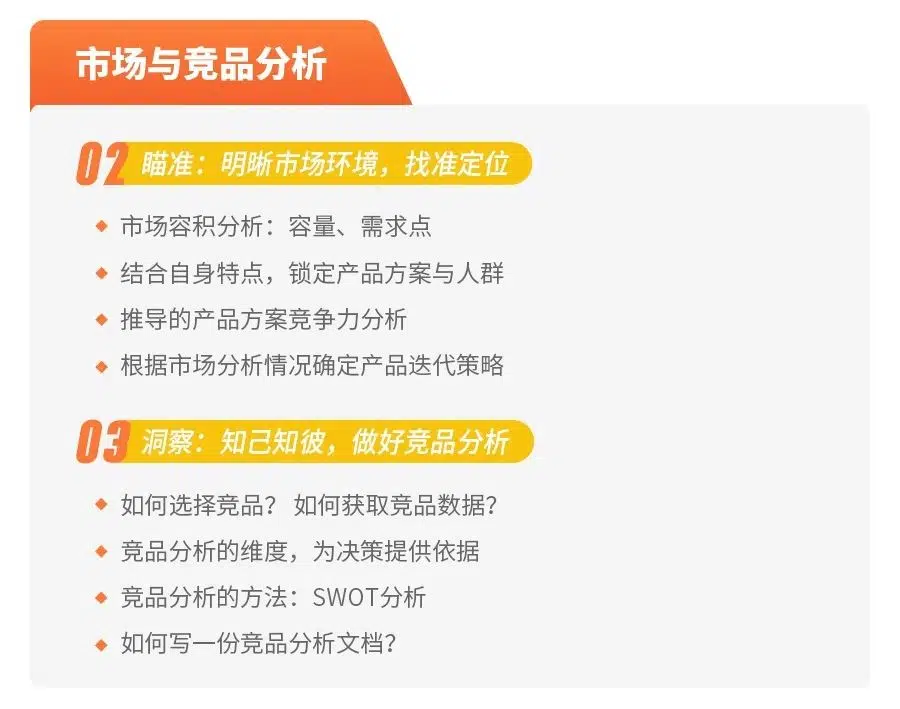 市场与竞品分析
02 瞄准：明晰市场环境，找准定位
市场容积分析：容量、需求点
结合自身特点，锁定产品方案与人群
推导的产品方案竞争力分析
根据市场分析情况确定产品迭代策略
03 洞察：知己知彼，做好竞品分析
如何选择竞品？ 如何获取竞品数据？
竞品分析的维度，为决策提供依据
竞品分析的方法：SWOT分析
如何写一份竞品分析文档？